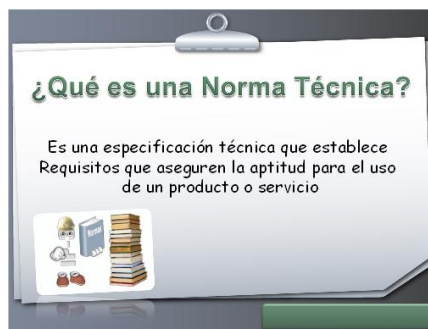 ¿Qué es una Norma Técnica?
Es una especificación técnica que establece
Requisitos que aseguren la aptitud para el uso
de un producto o servicio
Normas